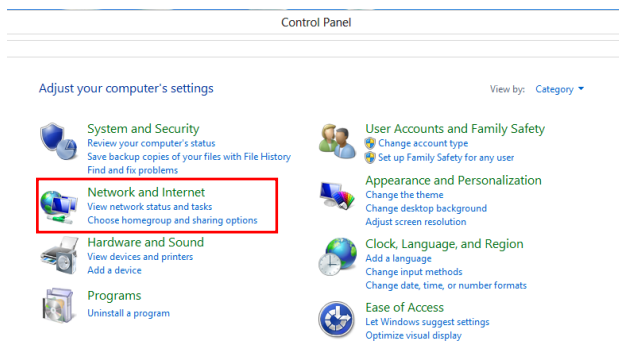 Control Panel
Adjust your computer's settings
View by: Category
System and Security
Review your computer's status
Save backup copies of your files with File History
Find and fix problems
Network and Internet
View network status and tasks
Choose homegroup and sharing options
Hardware and Sound
View devices and printers
Add a device
Programs
Uninstall a program
User Accounts and Family Safety
Change account type
Set up Family Safety for any user
Appearance and Personalization
Change the theme
Change desktop background
Adjust screen resolution
Clock, Language, and Region
Add a language
Change input methods
Change date, time, or number formats
Ease of Access
Let Windows suggest settings
Optimize visual display